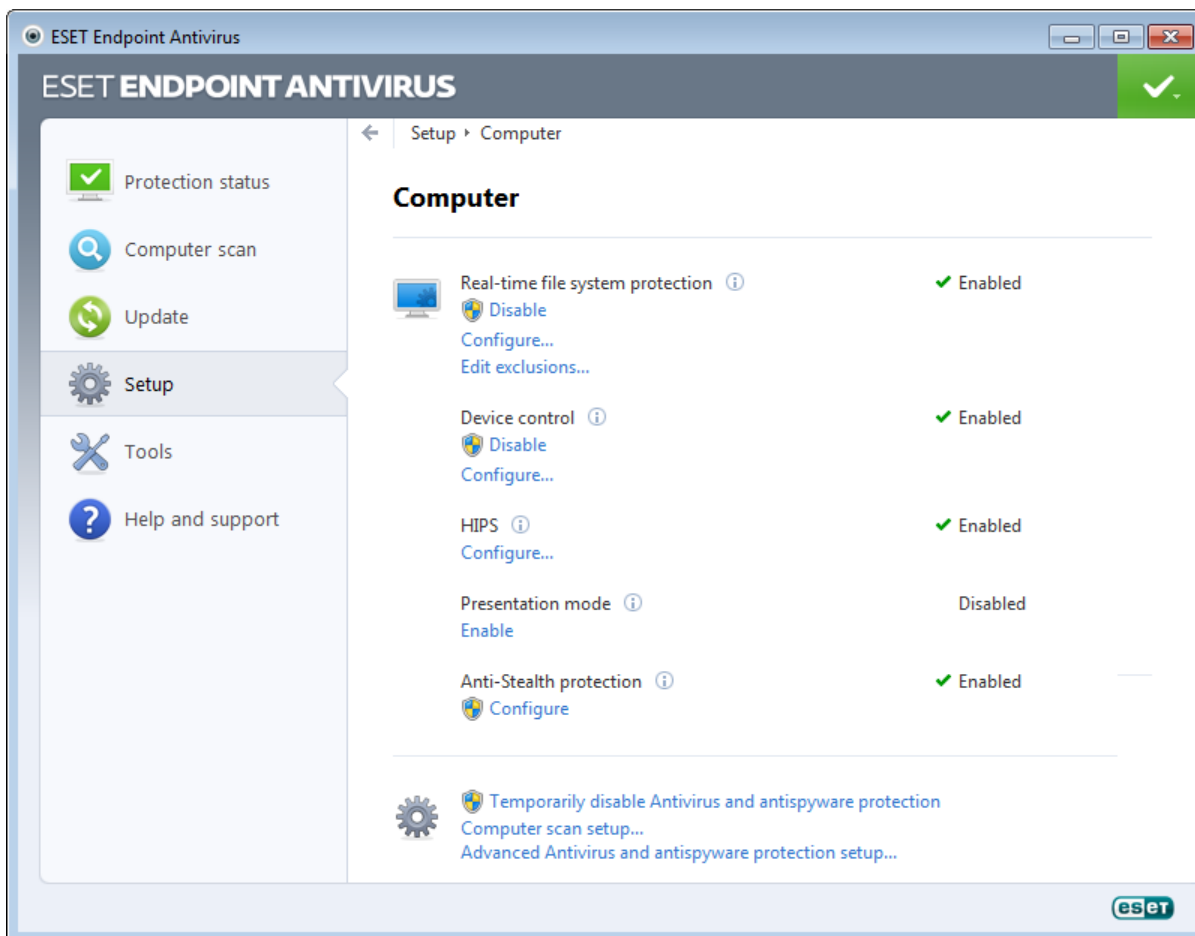 ESET Endpoint Antivirus
ESET ENDPOINT ANTIVIRUS
Setup Computer
Protection status
Computer scan
Update
Setup
Tools
Help and support
Computer
Real-time file system protection Enabled
Disable
Configure...
Edit exclusions...
Device control Enabled
Disable
Configure...
HIPS Enabled
Configure...
Presentation mode Disabled
Enable
Anti-Stealth protection Enabled
Configure
Temporarily disable Antivirus and antispyware protection
Computer scan setup...
Advanced Antivirus and antispyware protection setup...
eset